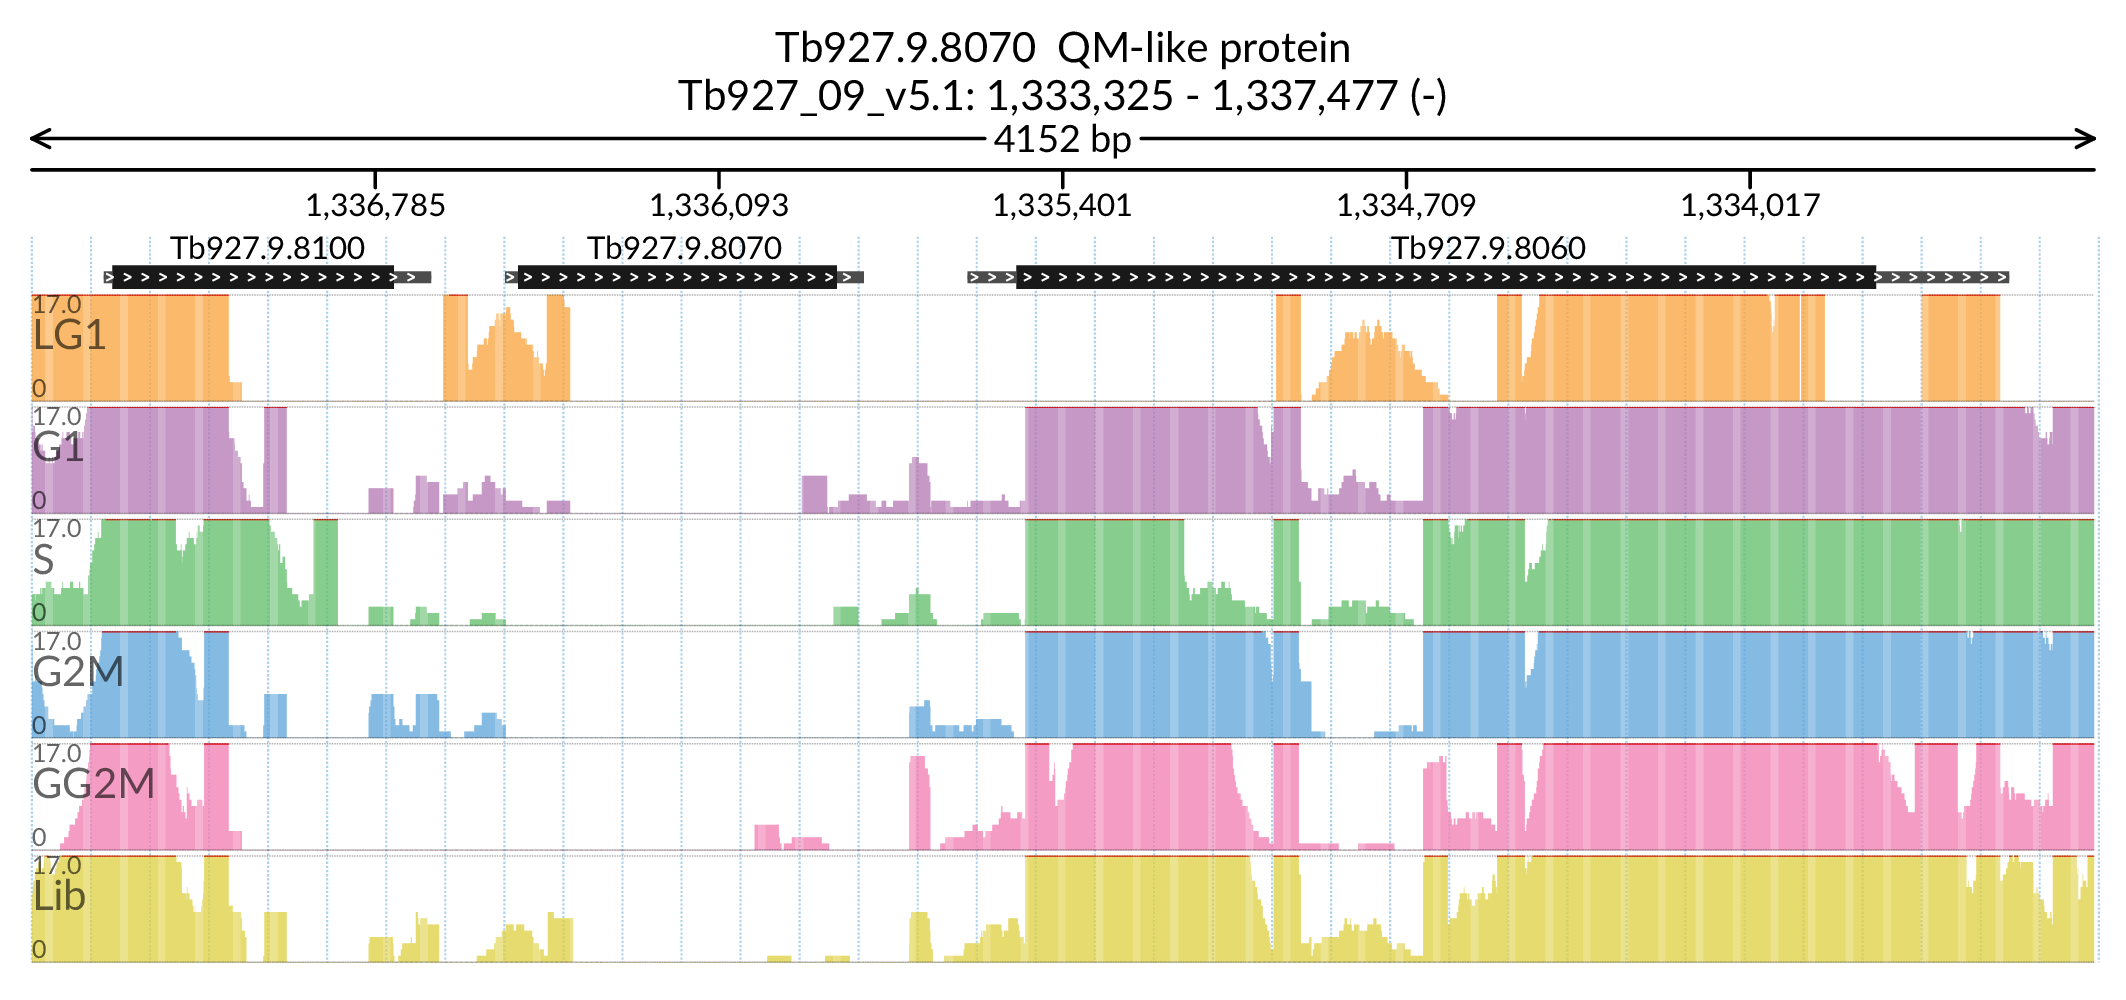 Tb927.9.8070  QM-like protein
Tb927_09_v5.1: 1,333,325 - 1,337,477 (-)
4152 bp
1,336,785 1,336,093 1,335,401 1,334,709 1,334,017
Tb927.9.8100 Tb927.9.8070 Tb927.9.8060
17.0
LG1
0
17.0
G1
0
17.0
S
0
17.0
G2M
0
17.0
GG2M
0
17.0
Lib
0